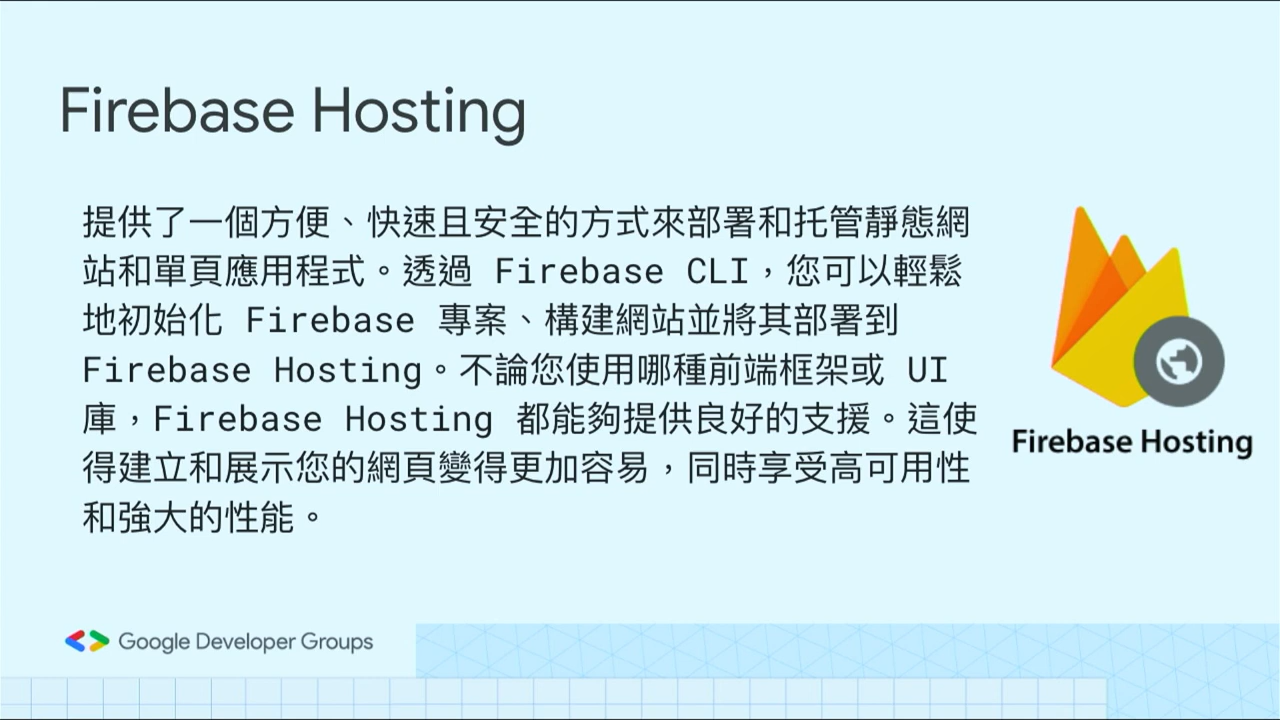 Firebase Hosting
提供了一個方便、快速且安全的方式來部署和托管靜態網
站和單頁應用程式。透過 Firebase CLI，您可以輕鬆
地初始化 Firebase 專案、構建網站並將其部署到
Firebase Hosting。不論您使用哪種前端框架或 UI
庫，Firebase Hosting 都能夠提供良好的支援。這使
得建立和展示您的網頁變得更加容易，同時享受高可用性
和強大的性能。
Firebase Hosting
Google Developer Groups